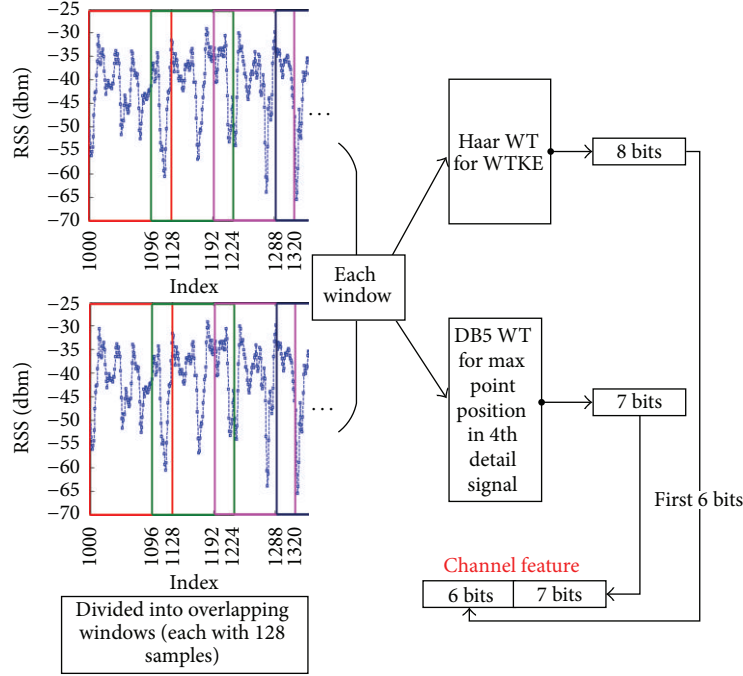 −25
−30
−35
−40
−45
−50
−55
−60
−65
−70
RSS (dbm)
1000
1096
1128
1192
1224
1288
1320
Index
...
−25
−30
−35
−40
−45
−50
−55
−60
−65
−70
RSS (dbm)
1000
1096
1128
1192
1224
1288
1320
Index
...
Divided into overlapping
windows (each with 128
samples)
Each
window
Haar WT
for WTKE
8 bits
DB5 WT
for max
point
position
in 4th
detail
signal
7 bits
First 6 bits
Channel feature
6 bits
7 bits